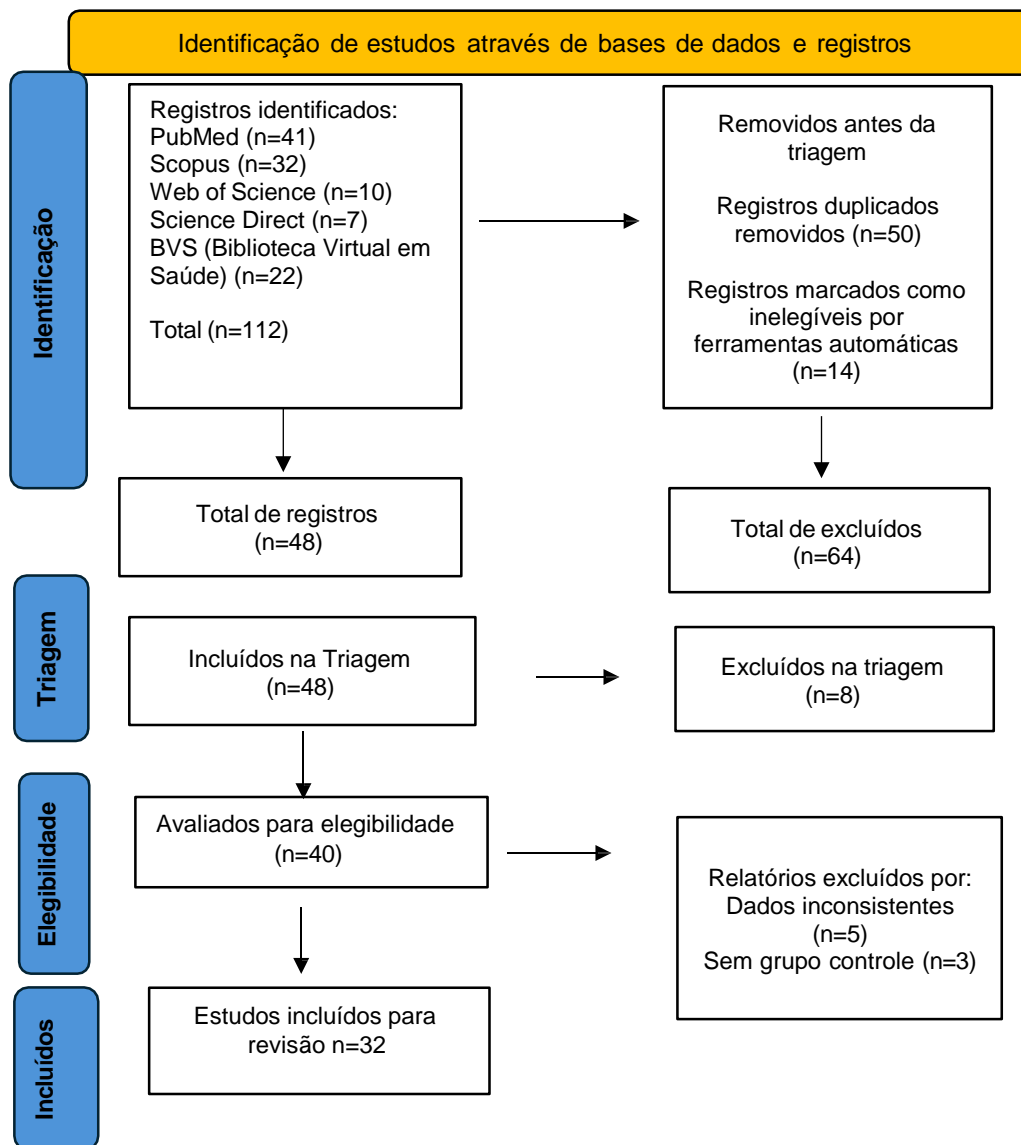 Identificação de estudos através de bases de dados e registros
Identificação
Registros identificados:
PubMed (n=41)
Scopus (n=32)
Web of Science (n=10)
Science Direct (n=7)
BVS (Biblioteca Virtual em
Saúde) (n=22)
Total (n=112)
Removidos antes da
triagem
Registros duplicados
removidos (n=50)
Registros marcados como
inelegíveis por
ferramentas automáticas
(n=14)
Total de registros
(n=48)
Total de excluídos
(n=64)
Triagem
Incluídos na Triagem
(n=48)
Excluídos na triagem
(n=8)
Elegibilidade
Avaliados para elegibilidade
(n=40)
Relatórios excluídos por:
Dados inconsistentes
(n=5)
Sem grupo controle (n=3)
Incluídos
Estudos incluídos para
revisão n=32